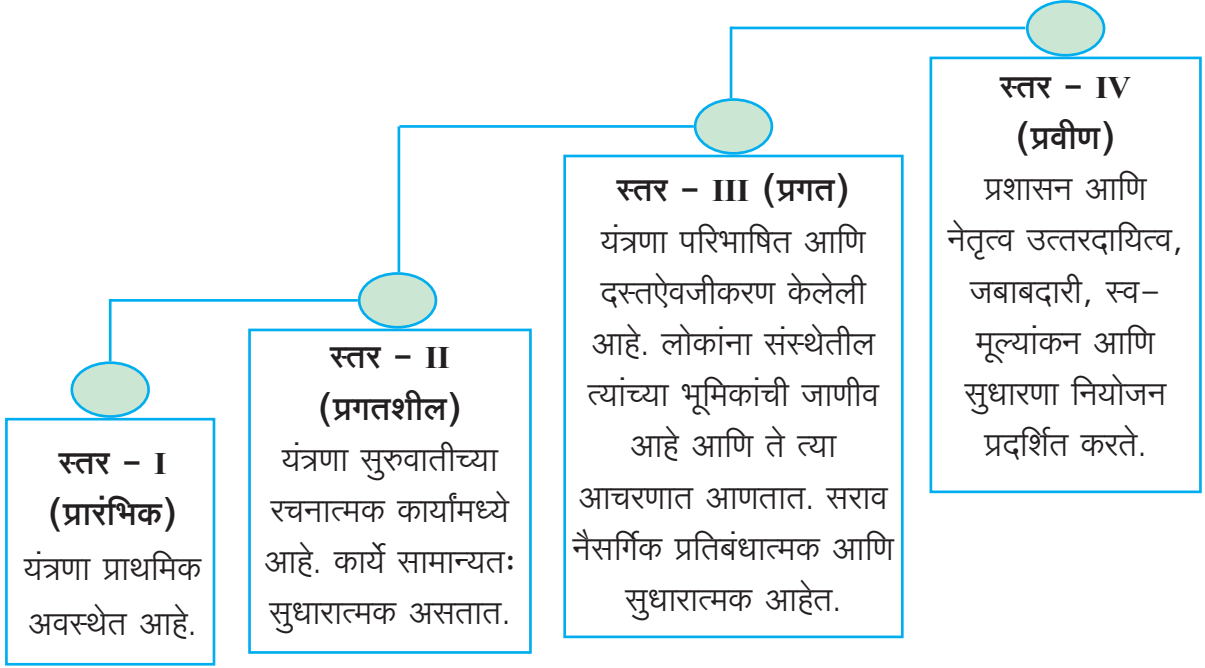 स्तर – I
(प्रारंभिक)
यंत्रणा प्राथमिक
अवस्थेत आहे.
स्तर – II
(प्रगतशील)
यंत्रणा सुरुवातीच्या
रचनात्मक कार्यांमध्ये
आहे. कार्ये सामान्यतः
सुधारात्मक असतात.
स्तर – III (प्रगत)
यंत्रणा परिभाषित आणि
दस्तऐवजीकरण केलेली
आहे. लोकांना संस्थेतील
त्यांच्या भूमिकांची जाणीव
आहे आणि ते त्या
आचरणात आणतात. सराव
नैसर्गिक प्रतिबंधात्मक आणि
सुधारात्मक आहेत.
स्तर – IV
(प्रवीण)
प्रशासन आणि
नेतृत्व उत्तरदायित्व,
जबाबदारी, स्व–
मूल्यांकन आणि
सुधारणा नियोजन
प्रदर्शित करते.